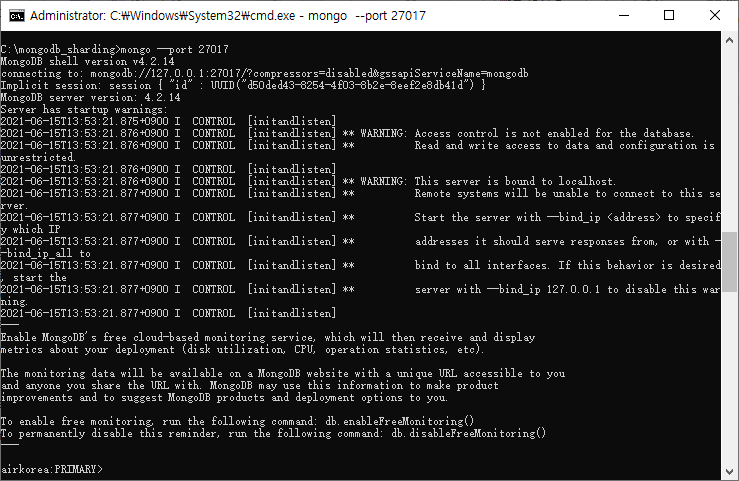 Administrator: C:₩Windows₩System32₩cmd.exe - mongo  --port 27017
C:\mongodb_sharding>mongo --port 27017
MongoDB shell version v4.2.14
connecting to: mongodb://127.0.0.1:27017/?compressors=disabled&gssapiServiceName=mongodb
Implicit session: session { "id" : UUID("d50ded43-8254-4f03-8b2e-8eef2e8db41d") }
MongoDB server version: 4.2.14
Server has startup warnings:
2021-06-15T13:53:21.875+0900 I  CONTROL  [initandlisten]
2021-06-15T13:53:21.876+0900 I  CONTROL  [initandlisten] ** WARNING: Access control is not enabled for the database.
2021-06-15T13:53:21.876+0900 I  CONTROL  [initandlisten] **          Read and write access to data and configuration is
unrestricted.
2021-06-15T13:53:21.876+0900 I  CONTROL  [initandlisten]
2021-06-15T13:53:21.876+0900 I  CONTROL  [initandlisten] ** WARNING: This server is bound to localhost.
2021-06-15T13:53:21.877+0900 I  CONTROL  [initandlisten] **          Remote systems will be unable to connect to this se
rver.
2021-06-15T13:53:21.877+0900 I  CONTROL  [initandlisten] **          Start the server with --bind_ip <address> to specif
y which IP
2021-06-15T13:53:21.877+0900 I  CONTROL  [initandlisten] **          addresses it should serve responses from, or with -
-bind_ip_all to
2021-06-15T13:53:21.877+0900 I  CONTROL  [initandlisten] **          bind to all interfaces. If this behavior is desired
, start the
2021-06-15T13:53:21.877+0900 I  CONTROL  [initandlisten] **          server with --bind_ip 127.0.0.1 to disable this war
ning.
2021-06-15T13:53:21.877+0900 I  CONTROL  [initandlisten]
---
Enable MongoDB's free cloud-based monitoring service, which will then receive and display
metrics about your deployment (disk utilization, CPU, operation statistics, etc).
The monitoring data will be available on a MongoDB website with a unique URL accessible to you
and anyone you share the URL with. MongoDB may use this information to make product
improvements and to suggest MongoDB products and deployment options to you.
To enable free monitoring, run the following command: db.enableFreeMonitoring()
To permanently disable this reminder, run the following command: db.disableFreeMonitoring()
---
airkorea:PRIMARY>